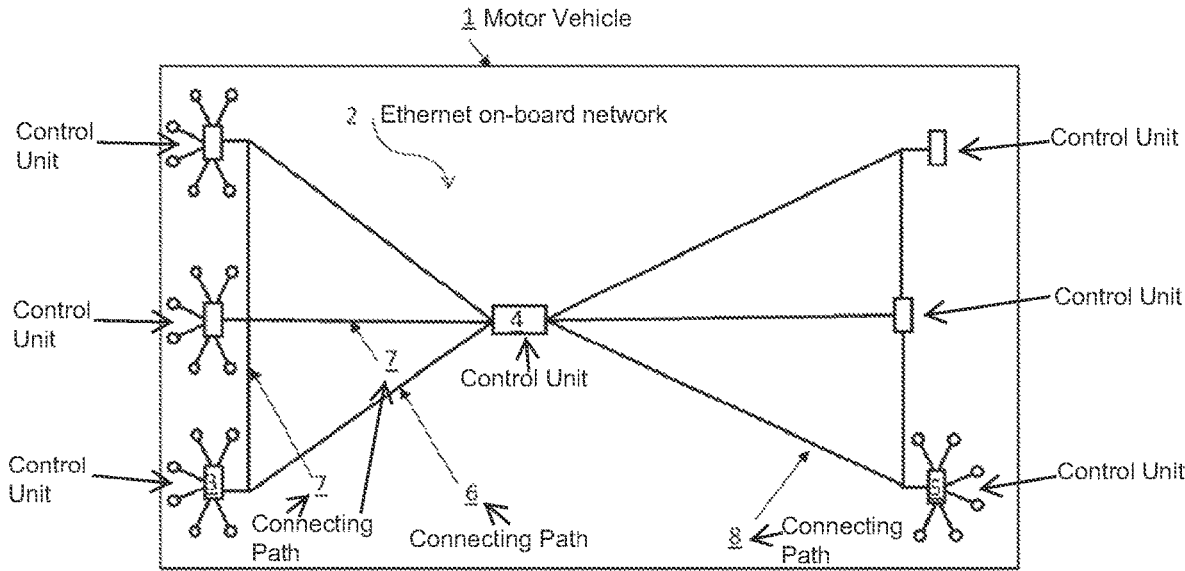 1 Motor Vehicle
2 Ethernet on-board network
Control
Unit
Control Unit
Control
Unit
4
Control Unit
7
Control Unit
Control
Unit
3
7
Connecting
Path
6
Connecting Path
8
Connecting
Path
5
Control Unit